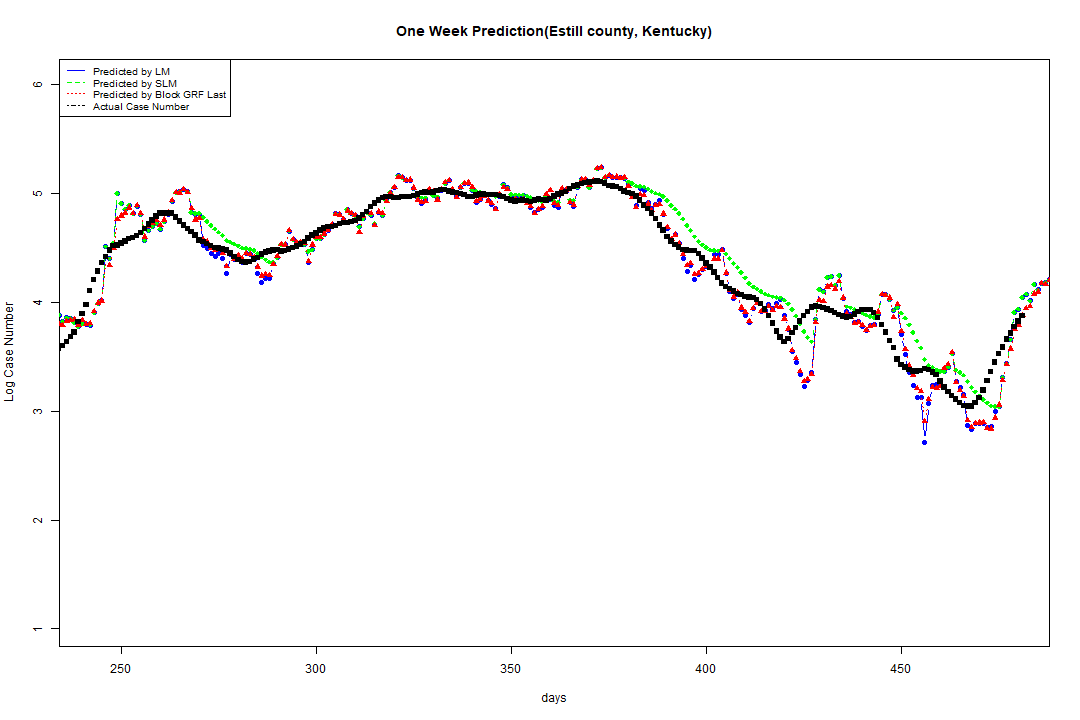 One Week Prediction(Estill county, Kentucky)
Predicted by LM
Predicted by SLM
Predicted by Block GRF Last
Actual Case Number
6
5
4
3
2
1
Log Case Number
250 300 350 400 450
days